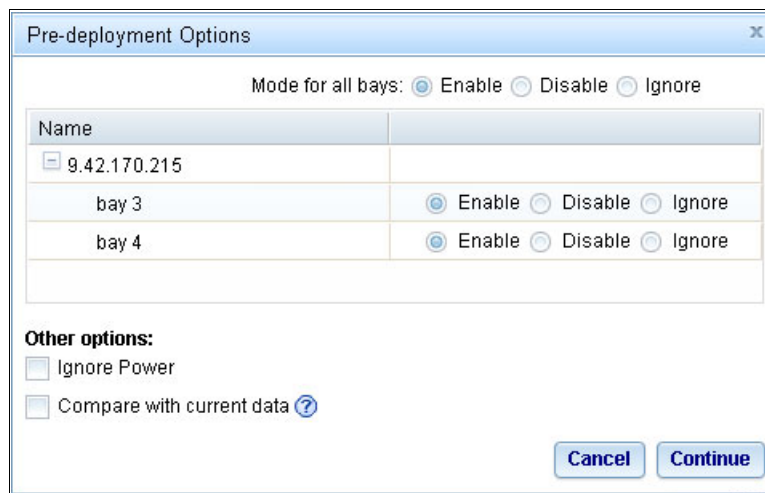 Pre-deployment Options x
Mode for all bays: Enable Disable Ignore
Name
9.42.170.215
bay 3 Enable Disable Ignore
bay 4 Enable Disable Ignore
Other options:
Ignore Power
Compare with current data ?
Cancel Continue